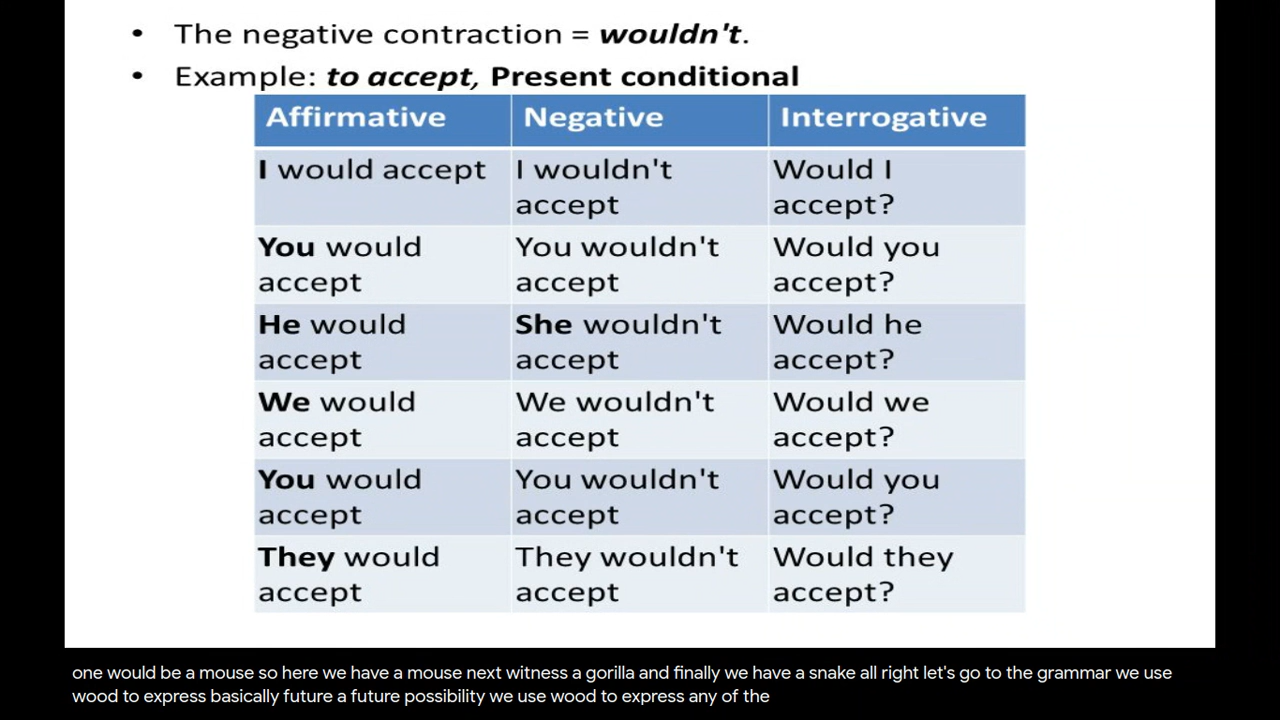 • The negative contraction = wouldn't.
• Example: to accept, Present conditional
Affirmative Negative Interrogative
I would accept I wouldn't Would I
accept accept?
You would You wouldn't Would you
accept accept accept?
He would She wouldn't Would he
accept accept accept?
We would We wouldn't Would we
accept accept accept?
You would You wouldn't Would you
accept accept accept?
They would They wouldn't Would they
accept accept accept?
one would be a mouse so here we have a mouse next witness a gorilla and finally we have a snake all right let's go to the grammar we use
wood to express basically future a future possibility we use wood to express any of the